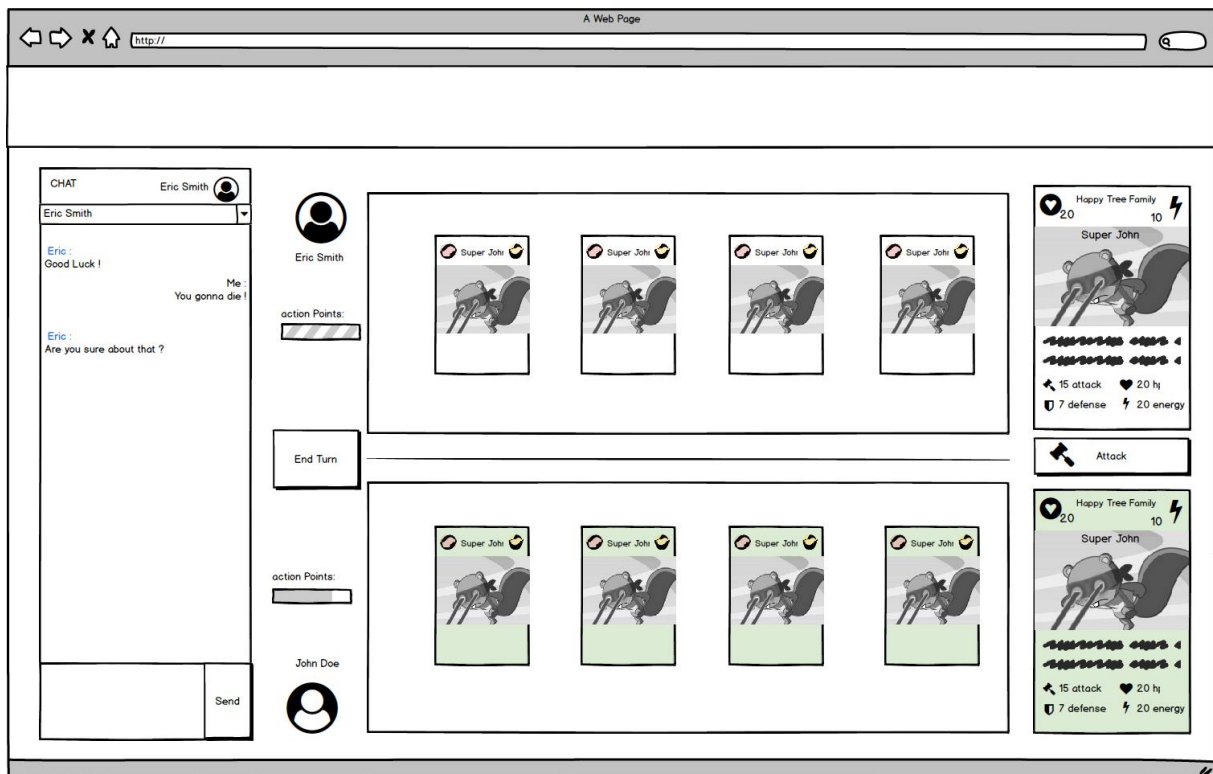 A Web Page
http://
CHAT
Eric Smith
Eric Smith
Eric :
Good Luck !
Me :
You gonna die !
Eric :
Are you sure about that ?
Send
Eric Smith
action Points:
End Turn
action Points:
John Doe
Super John
Super John
Super John
Super John
Super John
Super John
Super John
Super John
Happy Tree Family
20 10
Super John
15 attack 20 hp
7 defense 20 energy
Attack
Happy Tree Family
20 10
Super John
15 attack 20 hp
7 defense 20 energy